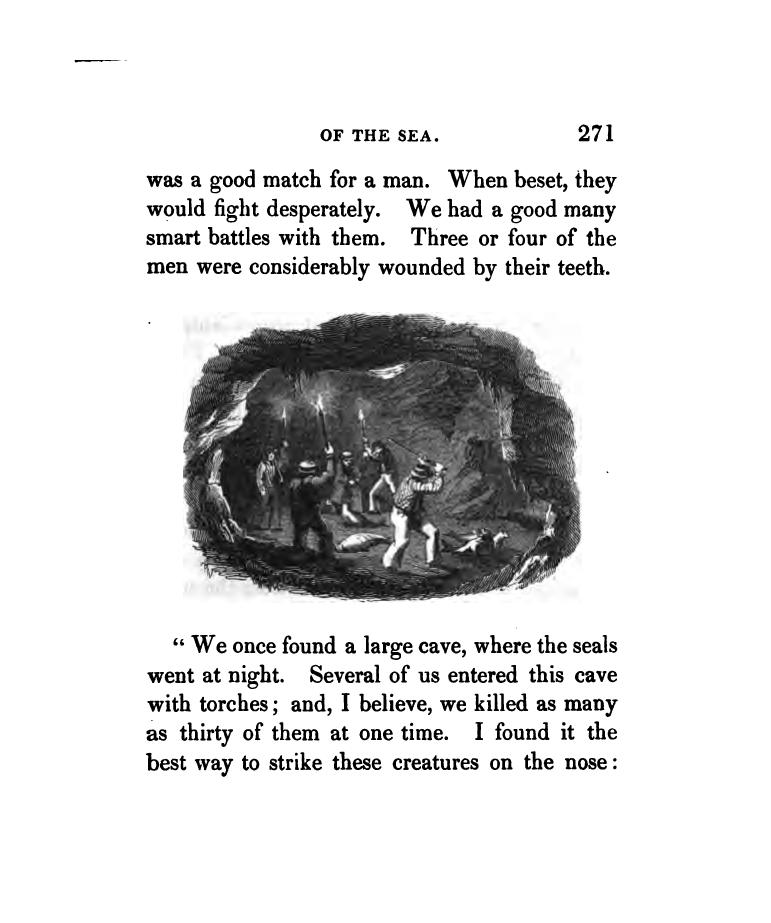 OF THE SEA. 271
was a good match for a man. When beset, they
would fight desperately. We had a good many
smart battles with them. Three or four of the
men were considerably wounded by their teeth.
“ We once found a large cave, where the seals
went at night. Several of us entered this cave
with torches ; and, I believe, we killed as many
as thirty of them at one time. I found it the
best way to strike these creatures on the nose :